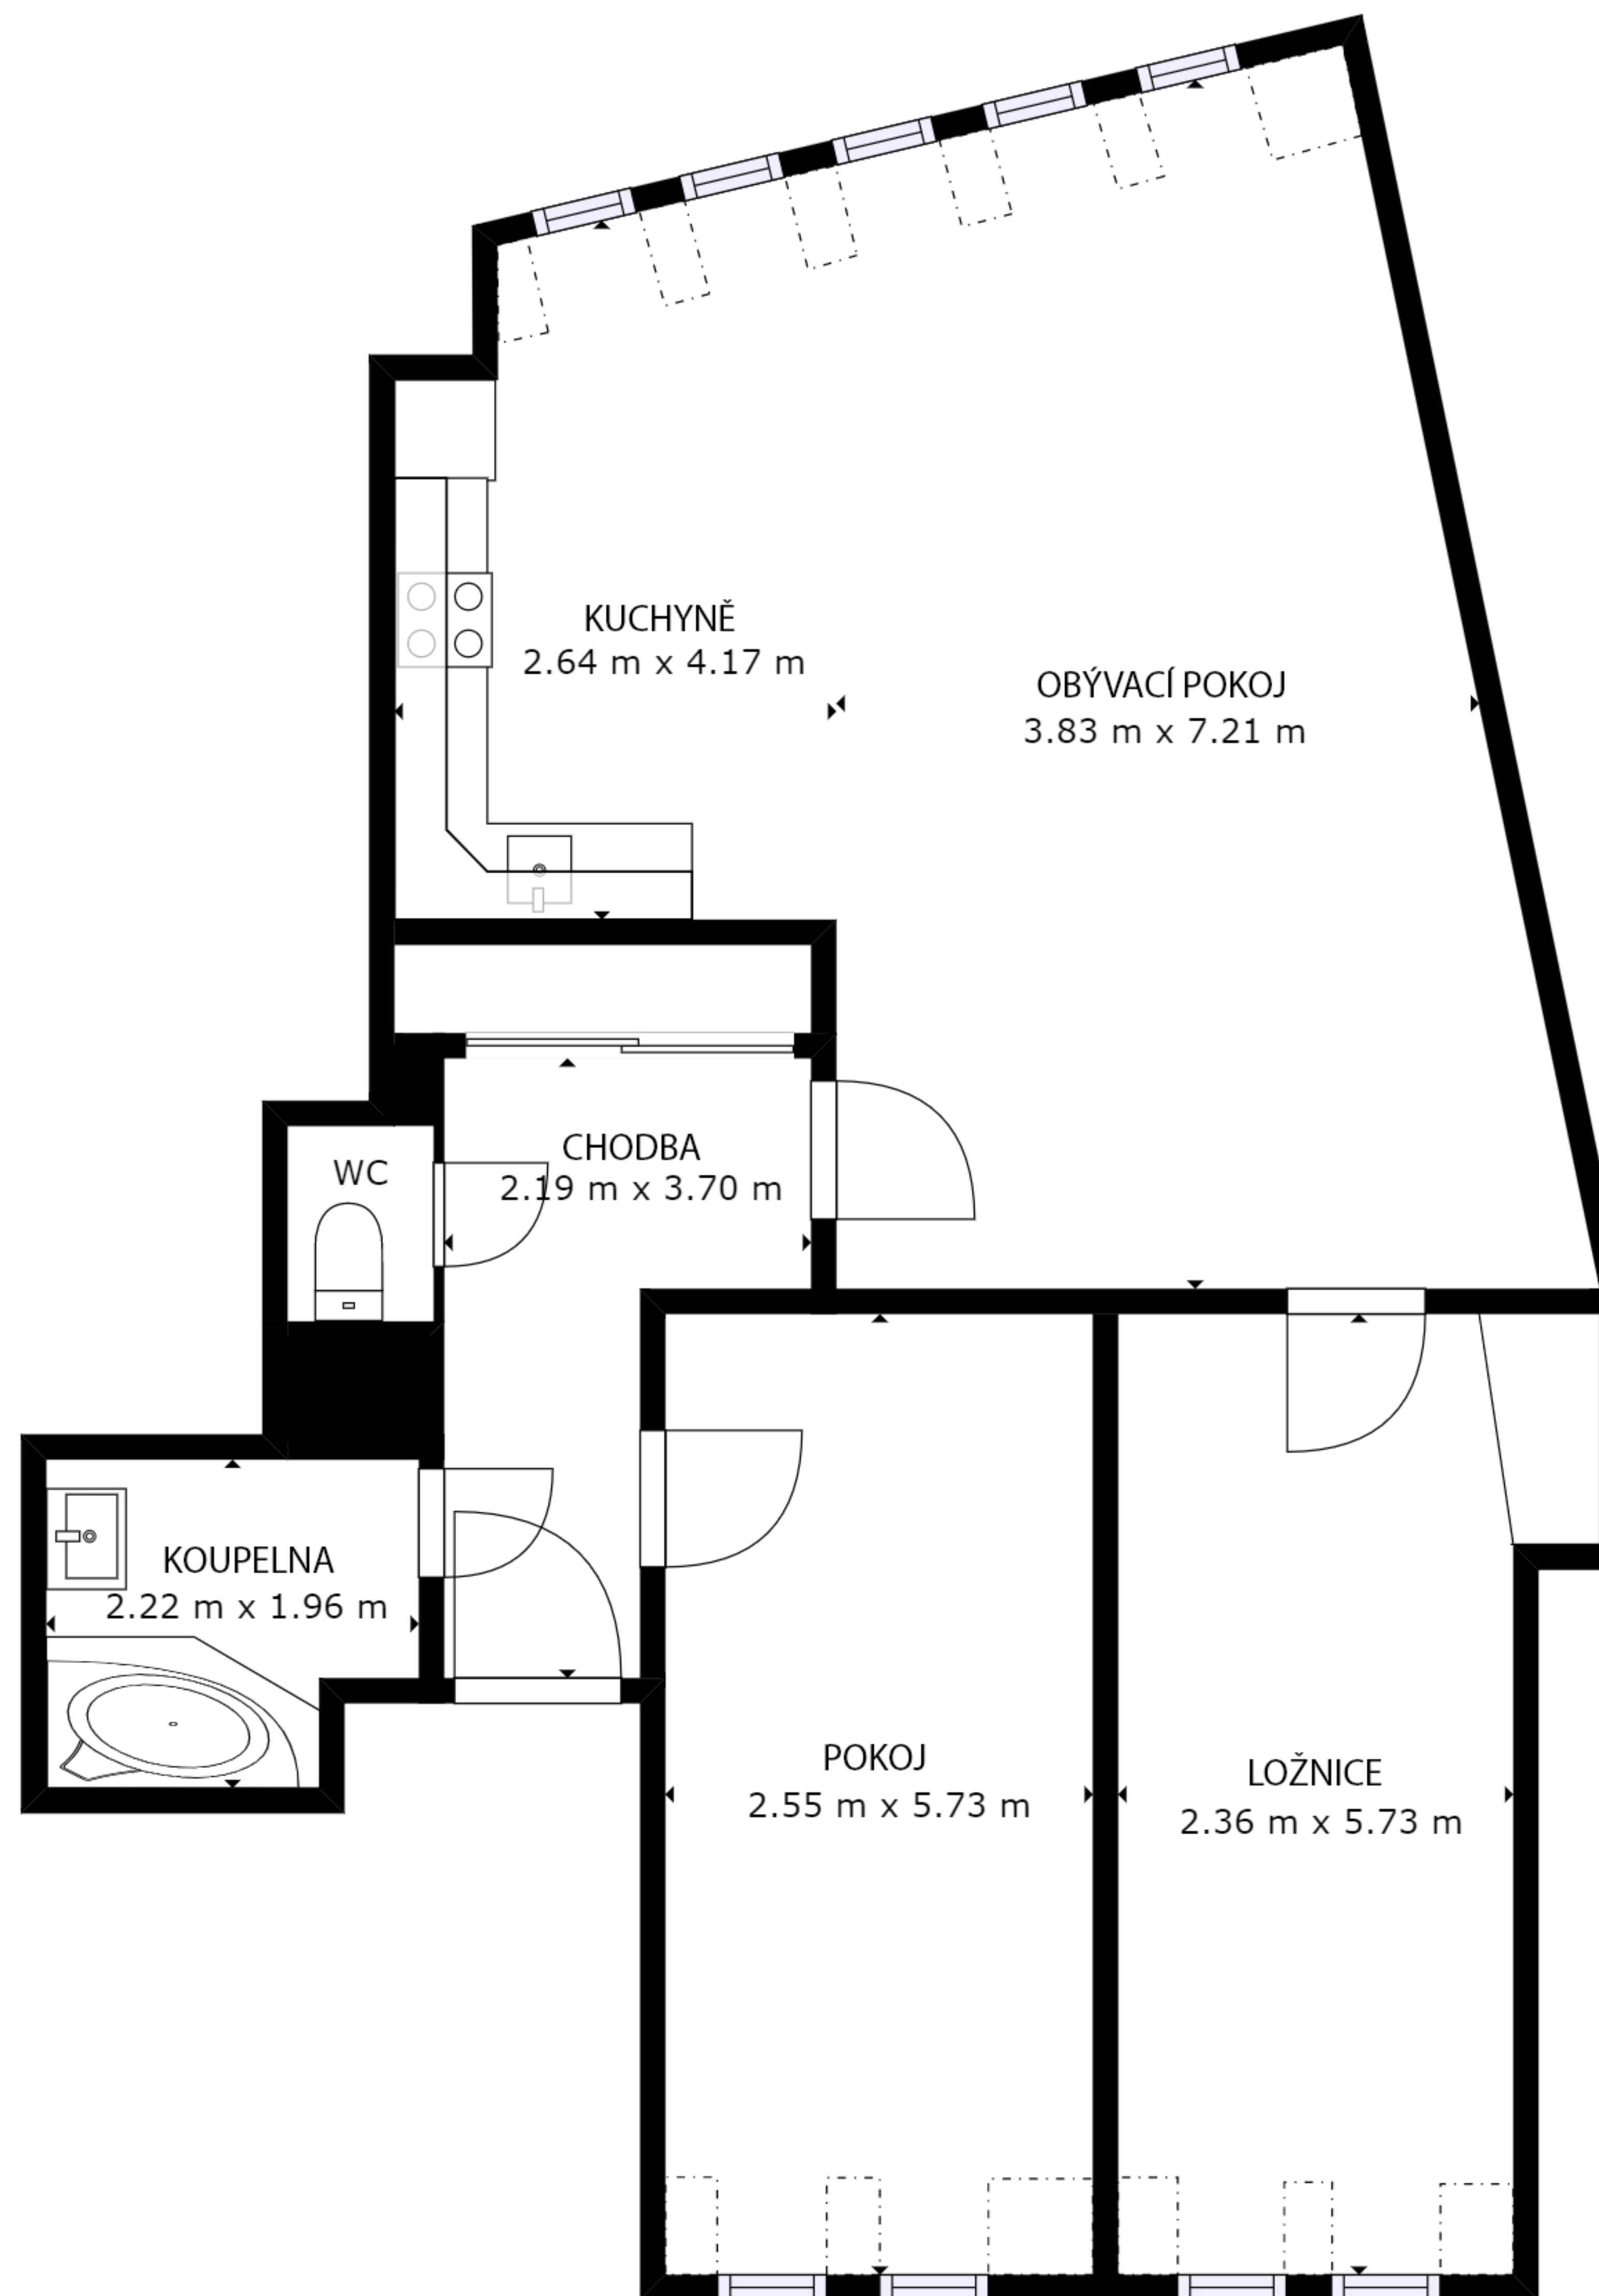 KUCHYNĚ
2.64 m x 4.17 m
OBÝVACÍ POKOJ
3.83 m x 7.21 m
CHODBA
2.19 m x 3.70 m
WC
KOUPELNA
2.22 m x 1.96 m
POKOJ
2.55 m x 5.73 m
LOŽNICE
2.36 m x 5.73 m